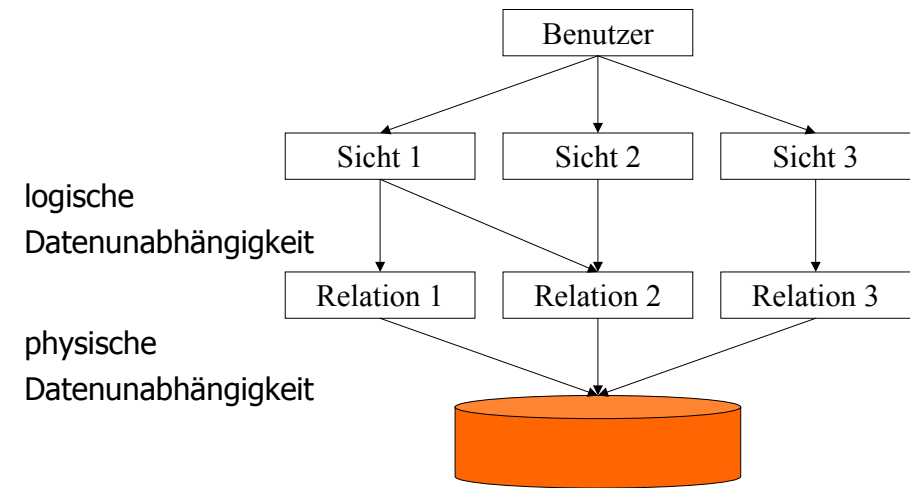 Benutzer
Sicht 1
Sicht 2
Sicht 3
logische
Datenunabhängigkeit
Relation 1
Relation 2
Relation 3
physische
Datenunabhängigkeit